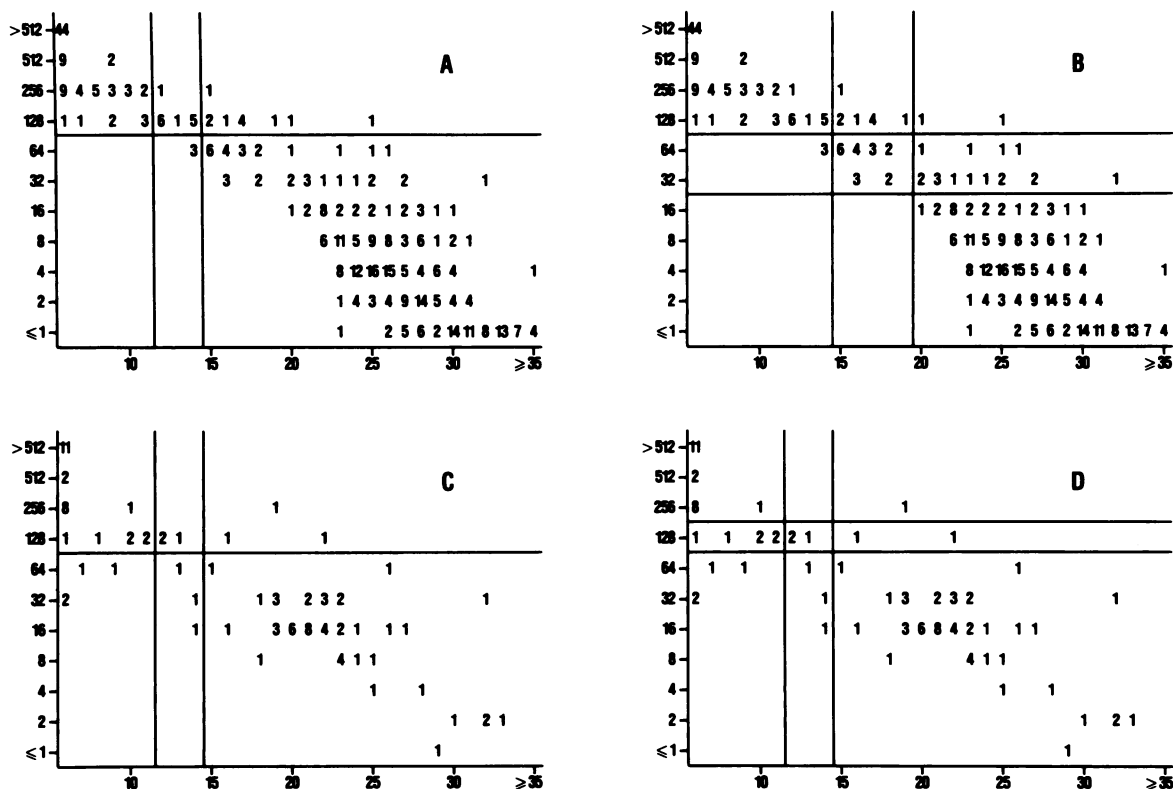 A
>512 44
512 9 2
256 9 4 5 3 3 2 1 1
128 1 1 2 3 6 1 5 2 1 4 1 1 1
64 3 6 4 3 2 1 1 1 1
32 3 2 2 3 1 1 1 2 2 1
16 1 2 8 2 2 2 1 2 3 1 1
8 6 11 5 9 8 3 6 1 2 1
4 8 12 16 15 5 4 6 4 1
2 1 4 3 4 9 14 5 4 4
⩽1 1 2 5 6 2 14 11 8 13 7 4
10 15 20 25 30 ⩾35
B
>512 44
512 9 2
256 9 4 5 3 3 2 1 1
128 1 1 2 3 6 1 5 2 1 4 1 1 1
64 3 6 4 3 2 1 1 1 1
32 3 2 2 3 1 1 1 2 2 1
16 1 2 8 2 2 2 1 2 3 1 1
8 6 11 5 9 8 3 6 1 2 1
4 8 12 16 15 5 4 6 4 1
2 1 4 3 4 9 14 5 4 4
⩽1 1 2 5 6 2 14 11 8 13 7 4
10 15 20 25 30 ⩾35
C
>512 11
512 2
256 8 1 1
128 1 1 2 2 2 1 1 1
64 1 1 1 1 1
32 2 1 1 3 2 3 2 1
16 1 1 3 6 8 4 2 1 1 1
8 1 4 1 1
4 1 1
2 1 2 1
⩽1 1
10 15 20 25 30 ⩾35
D
>512 11
512 2
256 8 1 1
128 1 1 2 2 2 1 1 1
64 1 1 1 1 1
32 2 1 1 3 2 3 2 1
16 1 1 3 6 8 4 2 1 1 1
8 1 4 1 1
4 1 1
2 1 2 1
⩽1 1
10 15 20 25 30 ⩾35